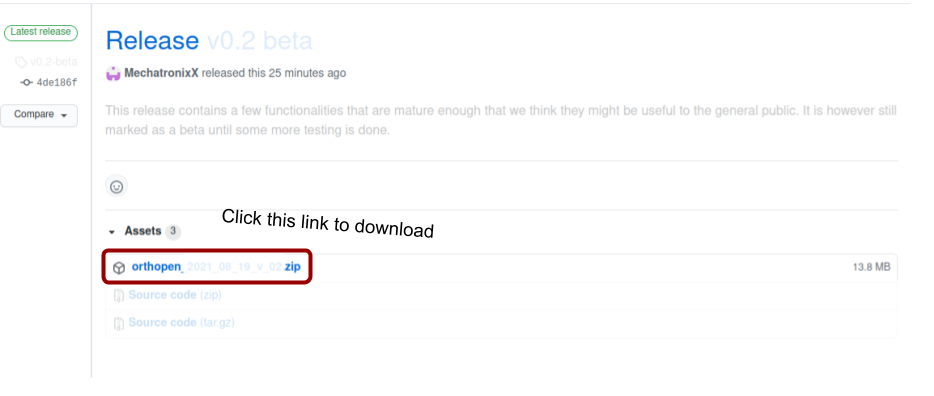 Latest release
v0.2-beta
4de186f
Compare
Release v0.2 beta
MechatronixX released this 25 minutes ago
This release contains a few functionalities that are mature enough that we think they might be useful to the general public. It is however still
marked as a beta until some more testing is done.
Click this link to download
Assets 3
orthopen_2021_08_19_v_02.zip 13.8 MB
Source code (zip)
Source code (tar.gz)